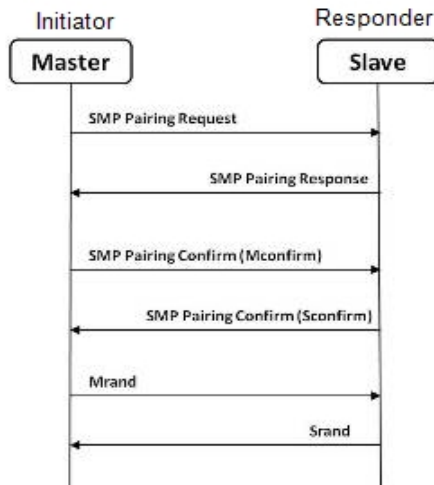 Initiator
Responder
Master
Slave
SMP Pairing Request
SMP Pairing Response
SMP Pairing Confirm (Mconfirm)
SMP Pairing Confirm (Sconfirm)
Mrand
Srand